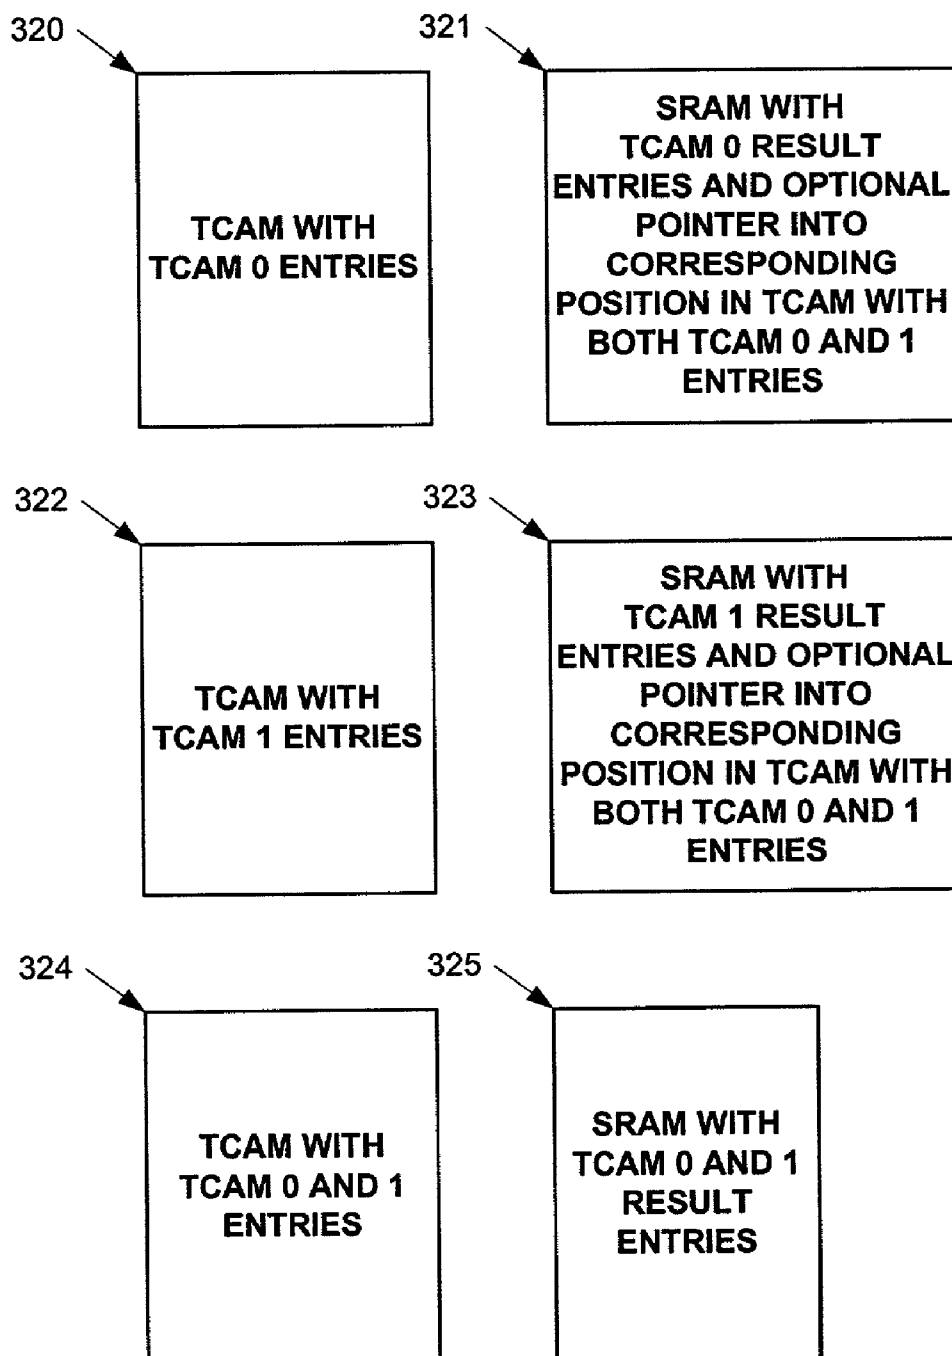 320
321
TCAM WITH
TCAM 0 ENTRIES
SRAM WITH
TCAM 0 RESULT
ENTRIES AND OPTIONAL
POINTER INTO
CORRESPONDING
POSITION IN TCAM WITH
BOTH TCAM 0 AND 1
ENTRIES
322
323
TCAM WITH
TCAM 1 ENTRIES
SRAM WITH
TCAM 1 RESULT
ENTRIES AND OPTIONAL
POINTER INTO
CORRESPONDING
POSITION IN TCAM WITH
BOTH TCAM 0 AND 1
ENTRIES
324
325
TCAM WITH
TCAM 0 AND 1
ENTRIES
SRAM WITH
TCAM 0 AND 1
RESULT
ENTRIES